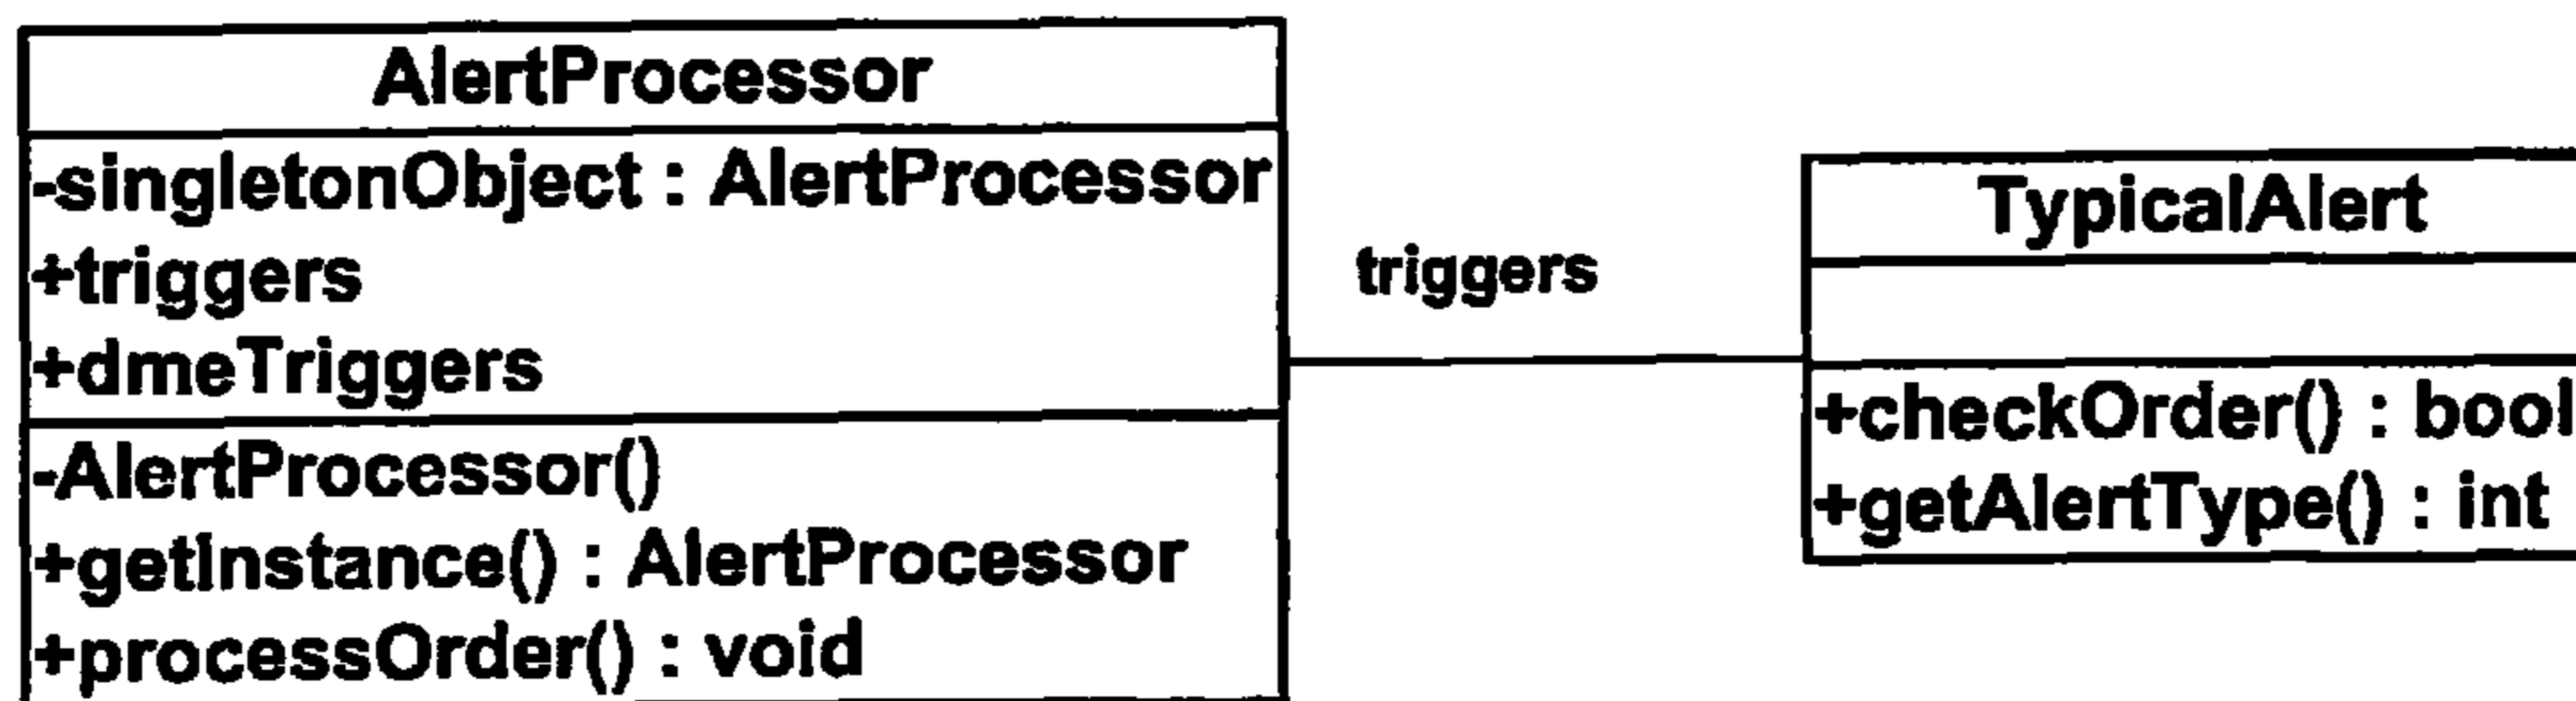 AlertProcessor
-singletonObject : AlertProcessor
+triggers
+dmeTriggers
-AlertProcessor()
+getInstance() : AlertProcessor
+processOrder() : void
triggers
TypicalAlert
+checkOrder() : bool
+getAlertType() : int